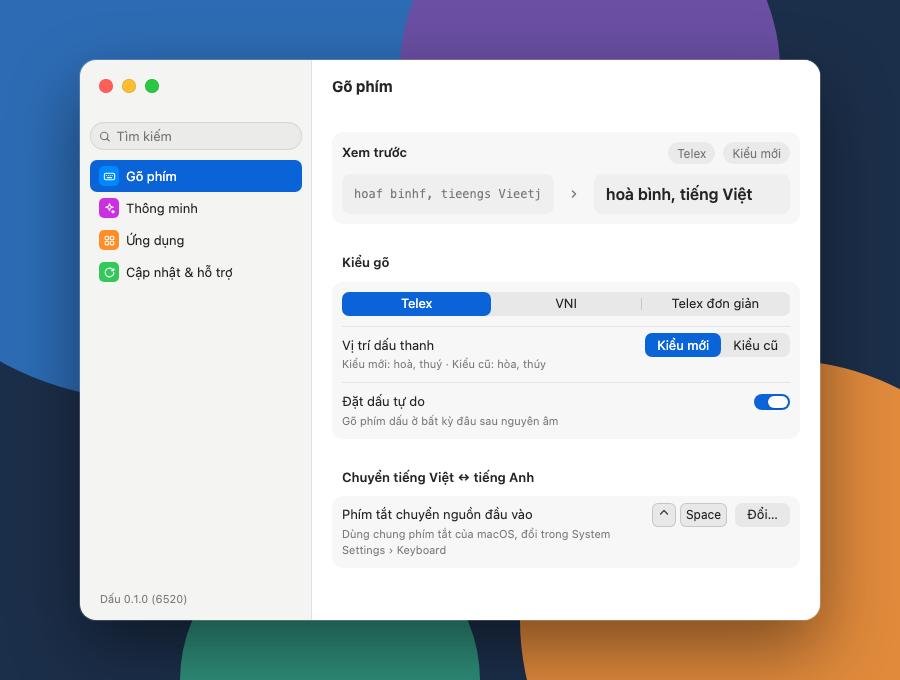 Tìm kiếm
Gõ phím
Thông minh
Ứng dụng
Cập nhật & hỗ trợ
Dấu 0.1.0 (6520)
Gõ phím
Xem trước
Telex
Kiểu mới
hoaf binhf, tieengs Vieetj
hoà bình, tiếng Việt
Kiểu gõ
Telex
VNI
Telex đơn giản
Vị trí dấu thanh
Kiểu mới: hoà, thuý · Kiểu cũ: hòa, thúy
Kiểu mới
Kiểu cũ
Đặt dấu tự do
Gõ phím dấu ở bất kỳ đâu sau nguyên âm
Chuyển tiếng Việt ↔ tiếng Anh
Phím tắt chuyển nguồn đầu vào
Dùng chung phím tắt của macOS, đổi trong System
Settings › Keyboard
^
Space
Đổi...